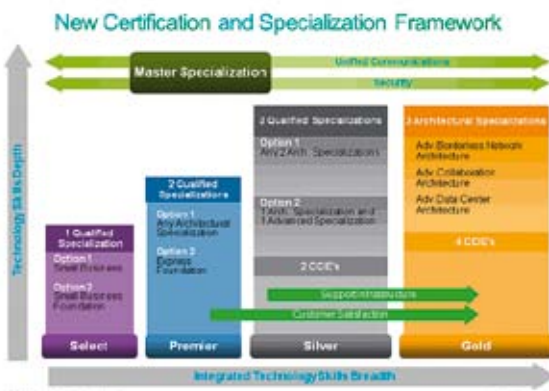 New Certification and Specialization Framework
Unified Communications
Master Specialization
Security
Technology Skills Depth
2 Qualified Specializations
Option 1
Any 2 Arch. Specializations
Option 2
1 Arch. Specialization and
1 Advanced Specialization
2 CCIE's
3 Architectural Specializations
Adv Borderless Network
Architecture
Adv Collaboration
Architecture
Adv Data Center
Architecture
4 CCIE's
2 Qualified
Specializations
Option 1
Any Architectural
Specialization
Option 2
Express
Foundation
1 Qualified
Specialization
Option 1
Small Business
Option 2
Small Business
Foundation
Support Infrastructure
Customer Satisfaction
Select
Premier
Silver
Gold
Integrated Technology Skills Breadth